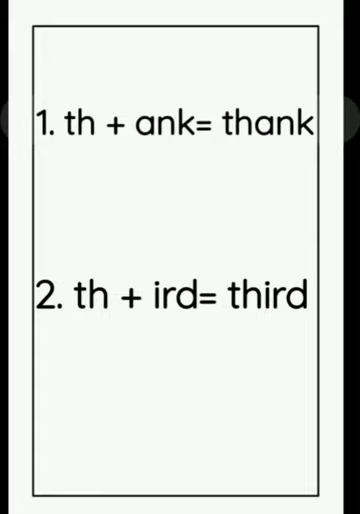 1. th + ank= thank
2. th + ird= third